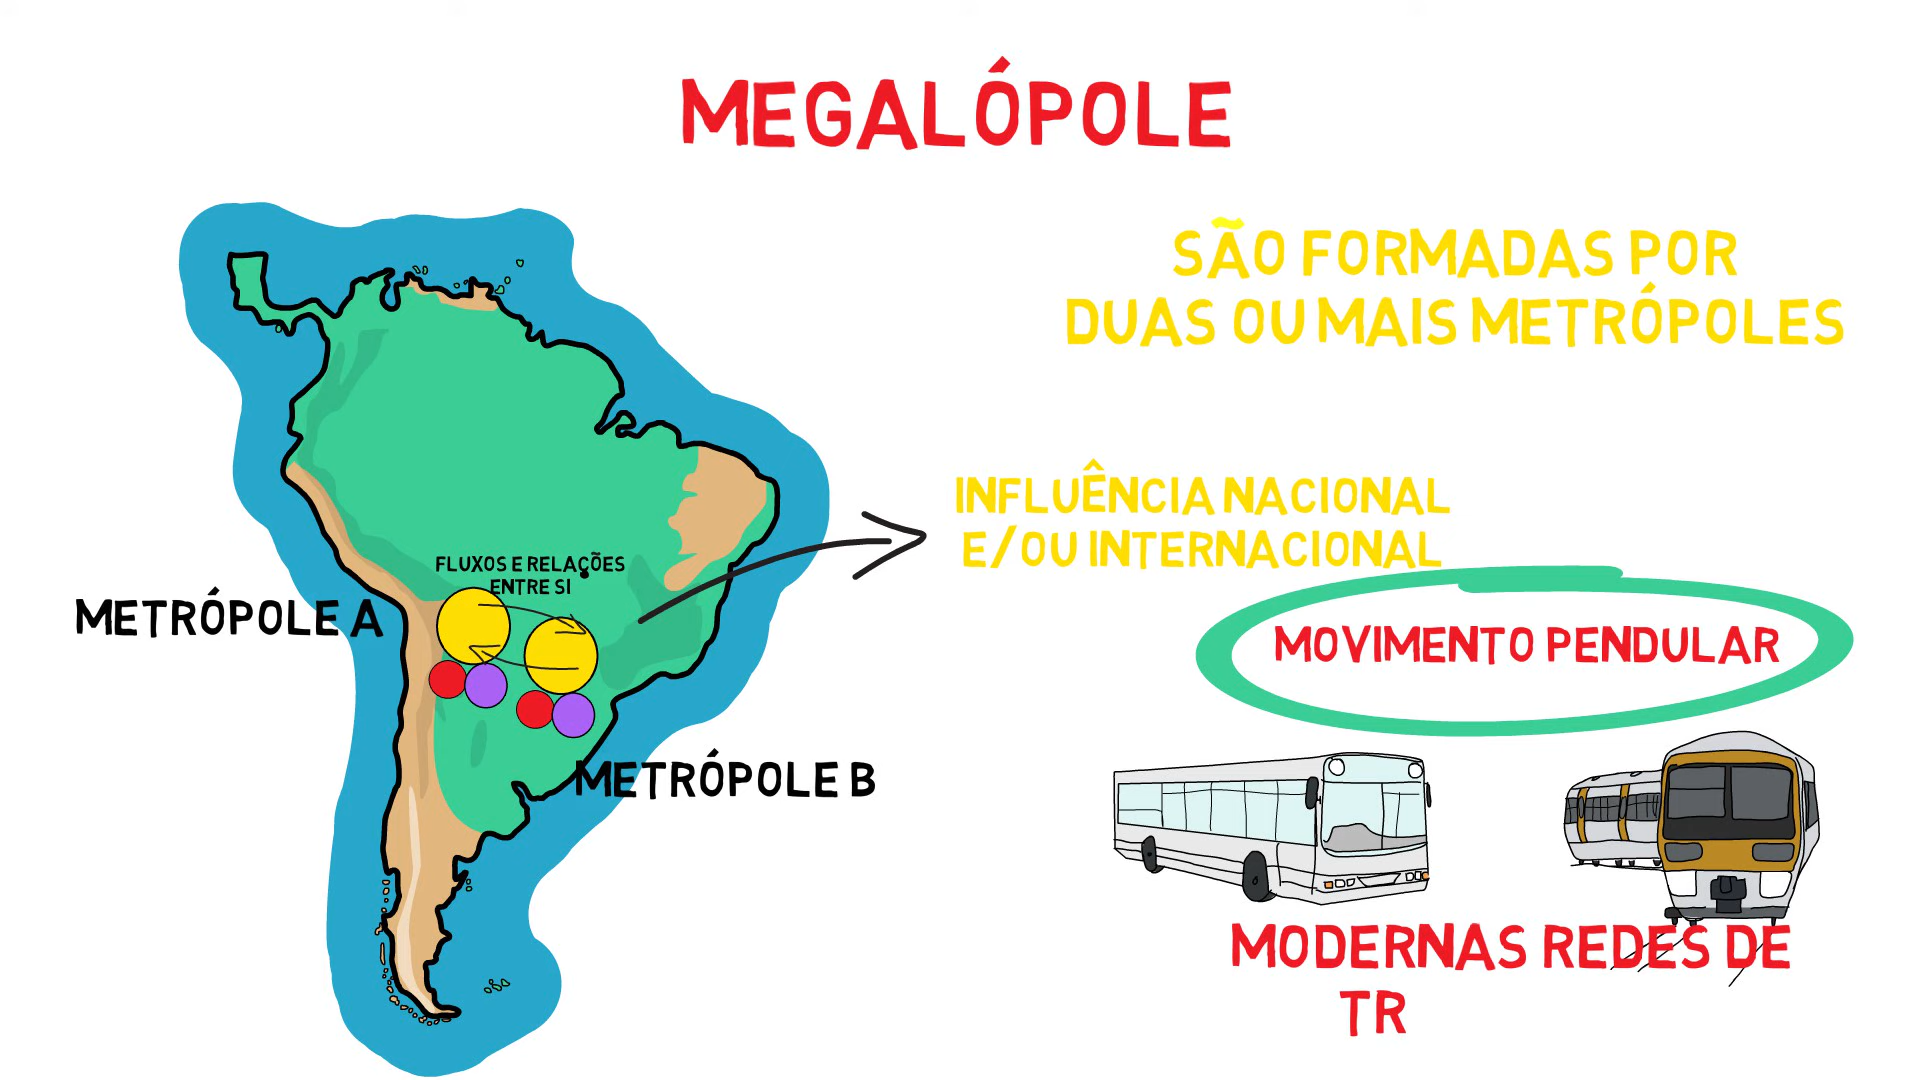 MEGALÓPOLE
SÃO FORMADAS POR
DUAS OU MAIS METRÓPOLES
INFLUÊNCIA NACIONAL
E/OU INTERNACIONAL
FLUXOS E RELAÇÕES
ENTRE SI
METRÓPOLE A
MOVIMENTO PENDULAR
METRÓPOLE B
MODERNAS REDES DE
TR